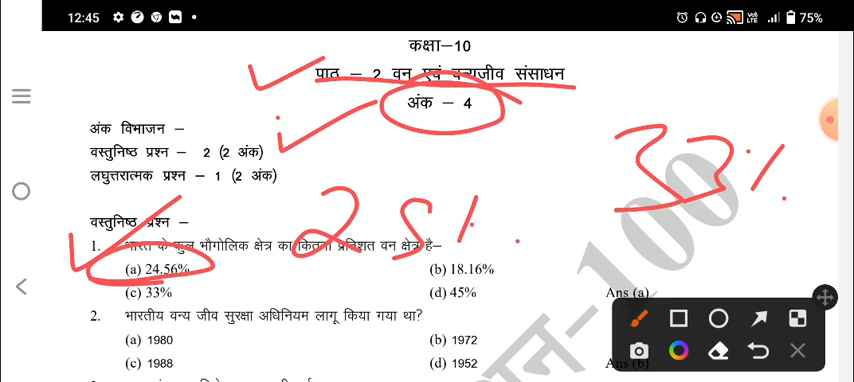 12:45 75%
कक्षा–10
पाठ – 2 वन एवं वन्यजीव संसाधन
अंक – 4
अंक विभाजन –
वस्तुनिष्ठ प्रश्न – 2 (2 अंक)
लघुत्तरात्मक प्रश्न – 1 (2 अंक)
33%
25%.
वस्तुनिष्ठ प्रश्न –
1. भारत के कुल भौगोलिक क्षेत्र का कितना प्रतिशत वन क्षेत्र है–
(a) 24.56% (b) 18.16%
(c) 33% (d) 45% Ans (a)
2. भारतीय वन्य जीव सुरक्षा अधिनियम लागू किया गया था?
(a) 1980 (b) 1972
(c) 1988 (d) 1952 Ans (b)
शन-100